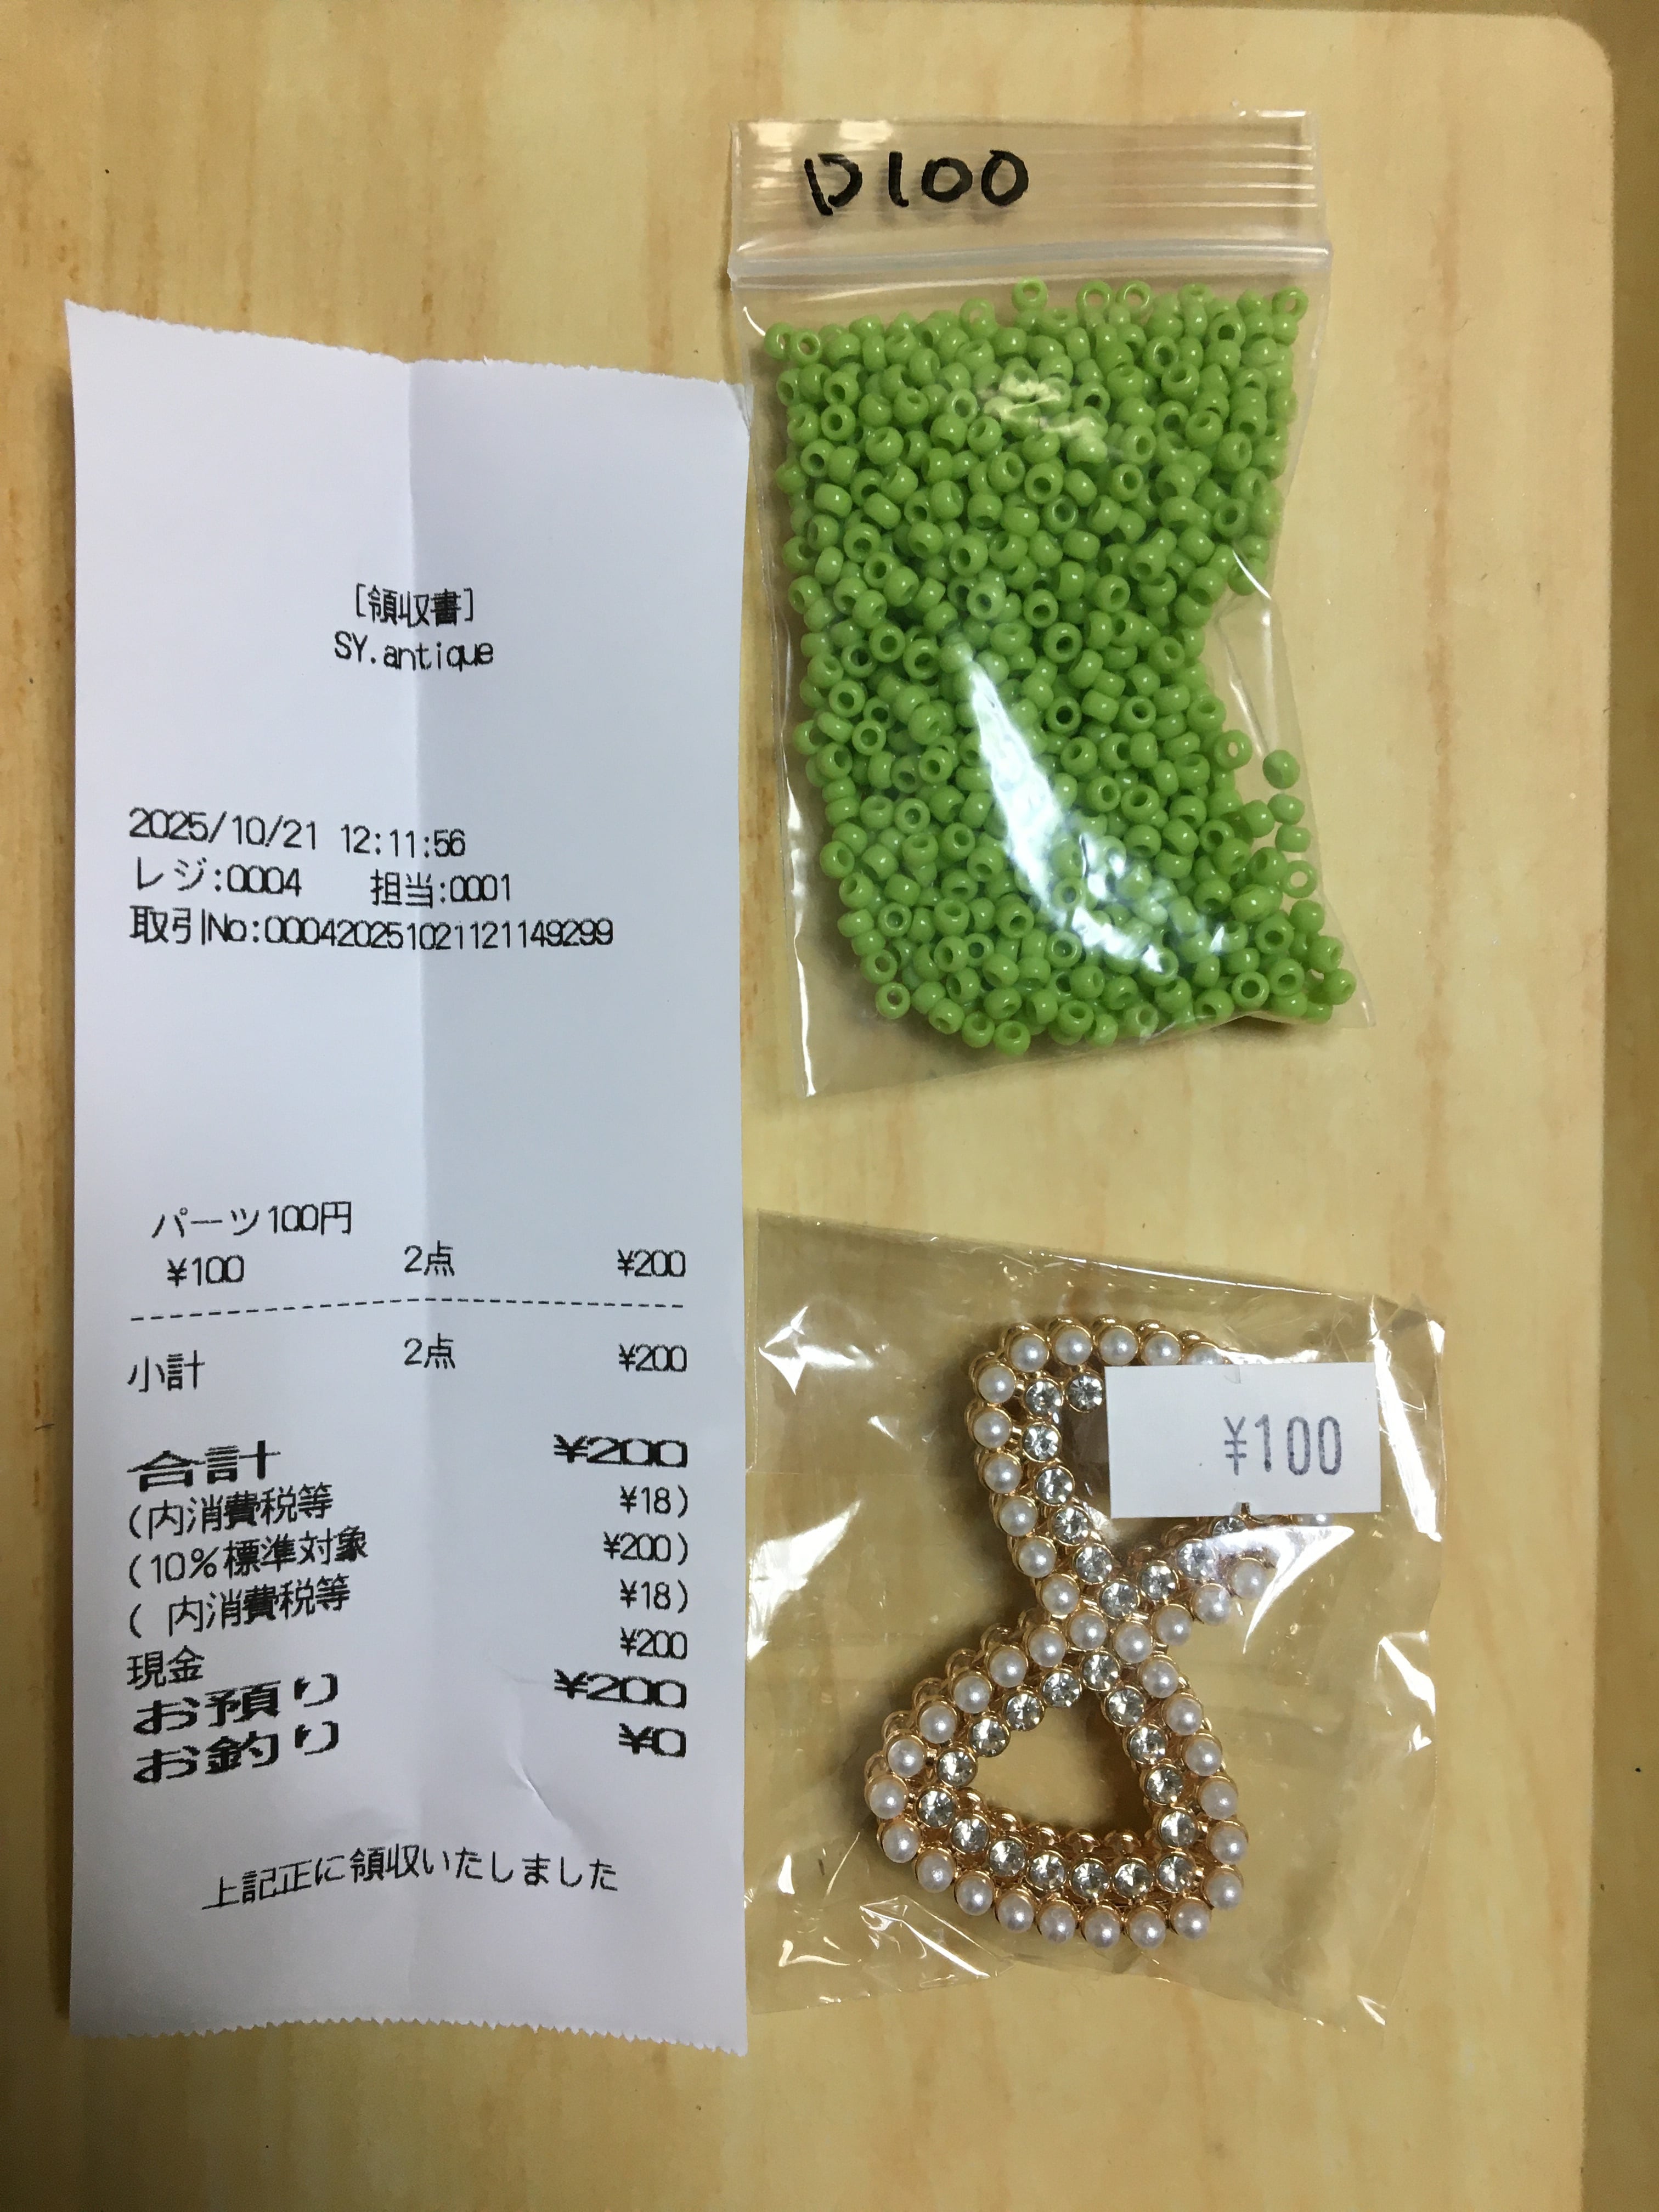 [領収書]
SY.antique
2025/10/21 12:11:56
レジ:0004 担当:0001
取引No:00042025102112114​9299
パーツ100円
¥100 2点 ¥200
小計 2点 ¥200
合計 ¥200
(内消費税等 ¥18)
(10%標準対象 ¥200)
( 内消費税等 ¥18)
現金 ¥200
お預り ¥200
お釣り ¥0
上記正に領収いたしました
D100
¥100